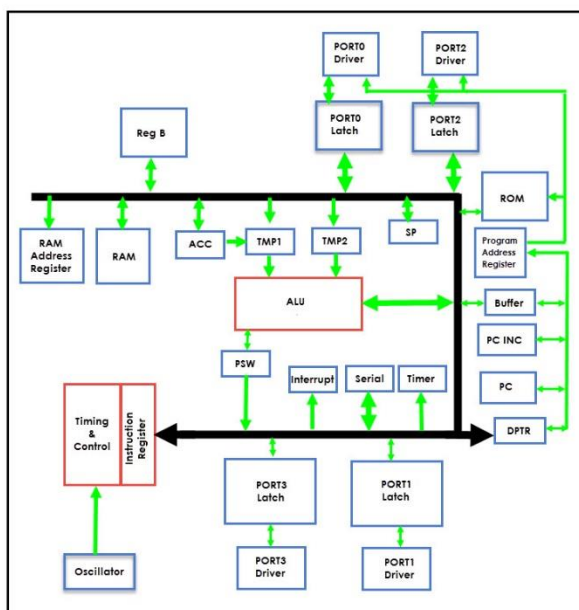 PORT0
Driver
PORT2
Driver
Reg B
PORT0
Latch
PORT2
Latch
RAM
Address
Register
RAM
ACC
TMP1
TMP2
SP
ROM
Program
Address
Register
ALU
Buffer
PC INC
PSW
Interrupt
Serial
Timer
PC
DPTR
Timing
&
Control
Instruction
Register
PORT3
Latch
PORT1
Latch
Oscillator
PORT3
Driver
PORT1
Driver